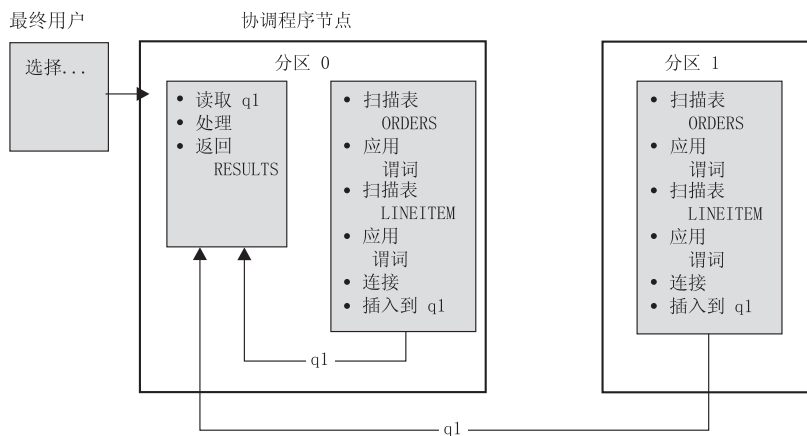 最终用户
协调程序节点
选择...
分区 0
• 读取 q1
• 处理
• 返回
RESULTS
• 扫描表
ORDERS
• 应用
谓词
• 扫描表
LINEITEM
• 应用
谓词
• 连接
• 插入到 q1
q1
分区 1
• 扫描表
ORDERS
• 应用
谓词
• 扫描表
LINEITEM
• 应用
谓词
• 连接
• 插入到 q1
q1